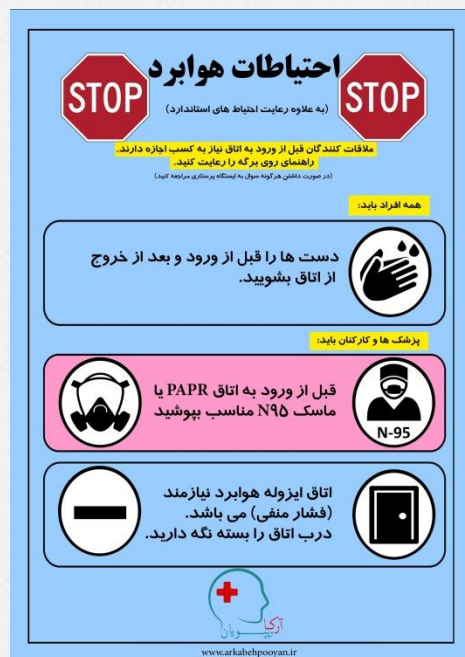 احتیاطات هوابرد
STOP
STOP
(به علاوه رعایت احتیاط های استاندارد)
ملاقات کنندگان قبل از ورود به اتاق نیاز به کسب اجازه دارند.
راهنمای روی برگه را رعایت کنید.
(در صورت داشتن هرگونه سوال به ایستگاه پرستاری مراجعه کنید)
همه افراد باید:
دست ها را قبل از ورود و بعد از خروج
از اتاق بشویید.
پزشک ها و کارکنان باید:
قبل از ورود به اتاق PAPR یا
ماسک N۹۵ مناسب بپوشید
N-95
اتاق ایزوله هوابرد نیازمند
(فشار منفی) می باشد.
درب اتاق را بسته نگه دارید.
آرکا
به پویان
www.arkabehpooyan.ir